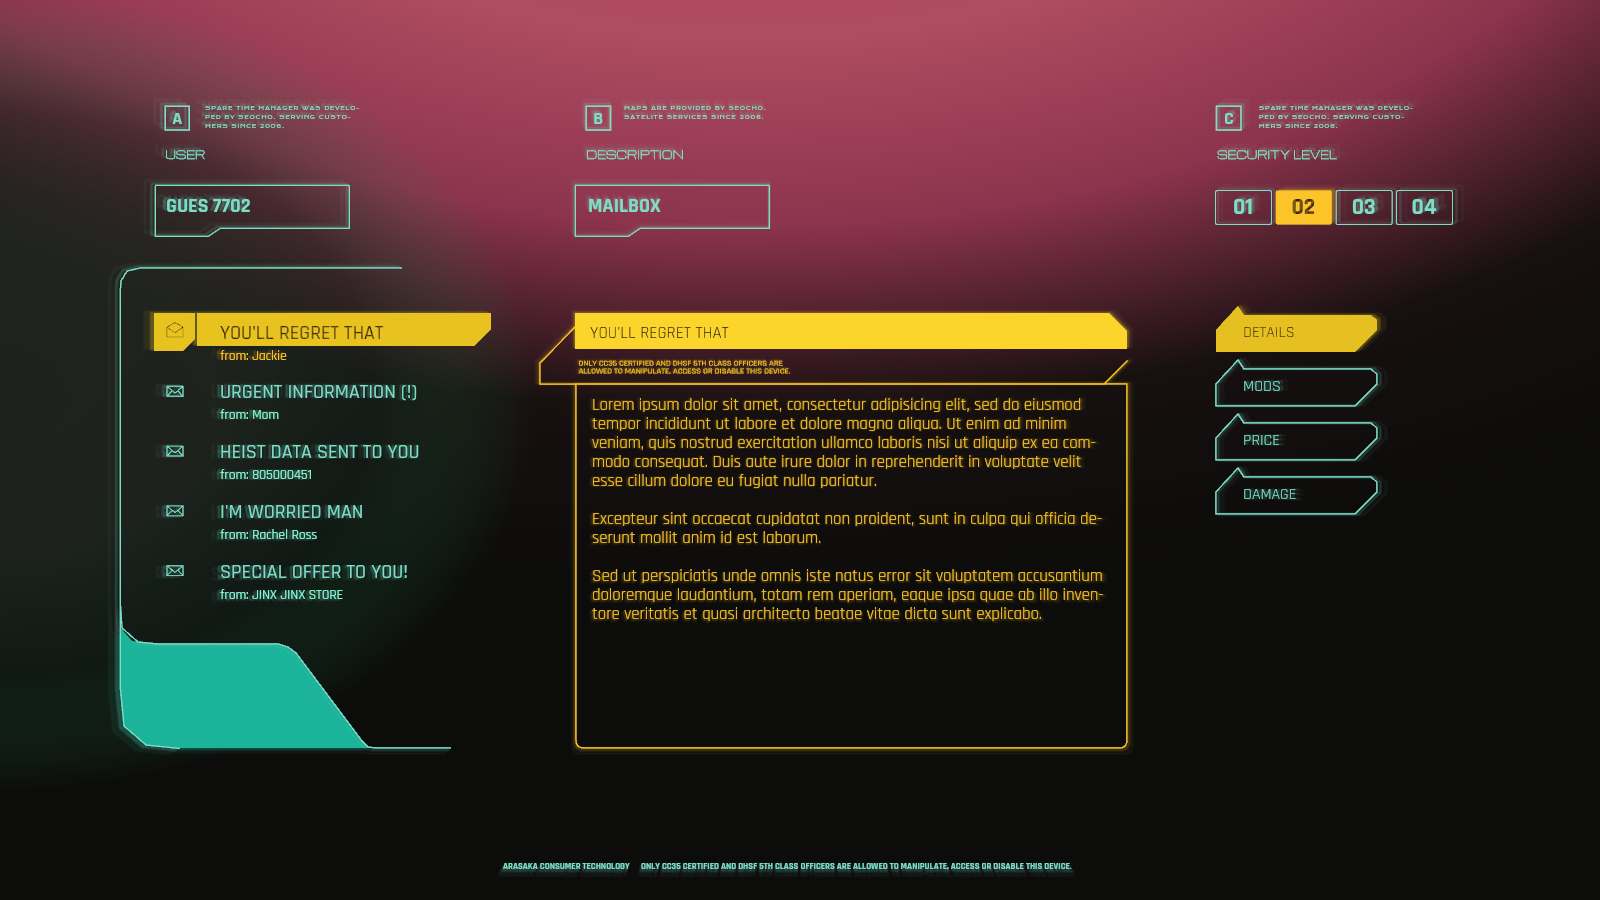 A
SPARE TIME MANAGER WAS DEVELO-
PED BY SEOCHO. SERVING CUSTO-
MERS SINCE 2006.
USER
GUES 7702
B
MAPS ARE PROVIDED BY SEOCHO.
SATELITE SERVICES SINCE 2006.
DESCRIPTION
MAILBOX
C
SPARE TIME MANAGER WAS DEVELO-
PED BY SEOCHO. SERVING CUSTO-
MERS SINCE 2006.
SECURITY LEVEL
01 02 03 04
YOU'LL REGRET THAT
from: Jackie
URGENT INFORMATION (!)
from: Mom
HEIST DATA SENT TO YOU
from: 805000451
I'M WORRIED MAN
from: Rachel Ross
SPECIAL OFFER TO YOU!
from: JINX JINX STORE
YOU'LL REGRET THAT
ONLY CC35 CERTIFIED AND DHSF 5TH CLASS OFFICERS ARE
ALLOWED TO MANIPULATE, ACCESS OR DISABLE THIS DEVICE.
Lorem ipsum dolor sit amet, consectetur adipisicing elit, sed do eiusmod
tempor incididunt ut labore et dolore magna aliqua. Ut enim ad minim
veniam, quis nostrud exercitation ullamco laboris nisi ut aliquip ex ea com-
modo consequat. Duis aute irure dolor in reprehenderit in voluptate velit
esse cillum dolore eu fugiat nulla pariatur.
Excepteur sint occaecat cupidatat non proident, sunt in culpa qui officia de-
serunt mollit anim id est laborum.
Sed ut perspiciatis unde omnis iste natus error sit voluptatem accusantium
doloremque laudantium, totam rem aperiam, eaque ipsa quae ab illo inven-
tore veritatis et quasi architecto beatae vitae dicta sunt explicabo.
DETAILS
MODS
PRICE
DAMAGE
ARASAKA CONSUMER TECHNOLOGY ONLY CC35 CERTIFIED AND DHSF 5TH CLASS OFFICERS ARE ALLOWED TO MANIPULATE, ACCESS OR DISABLE THIS DEVICE.